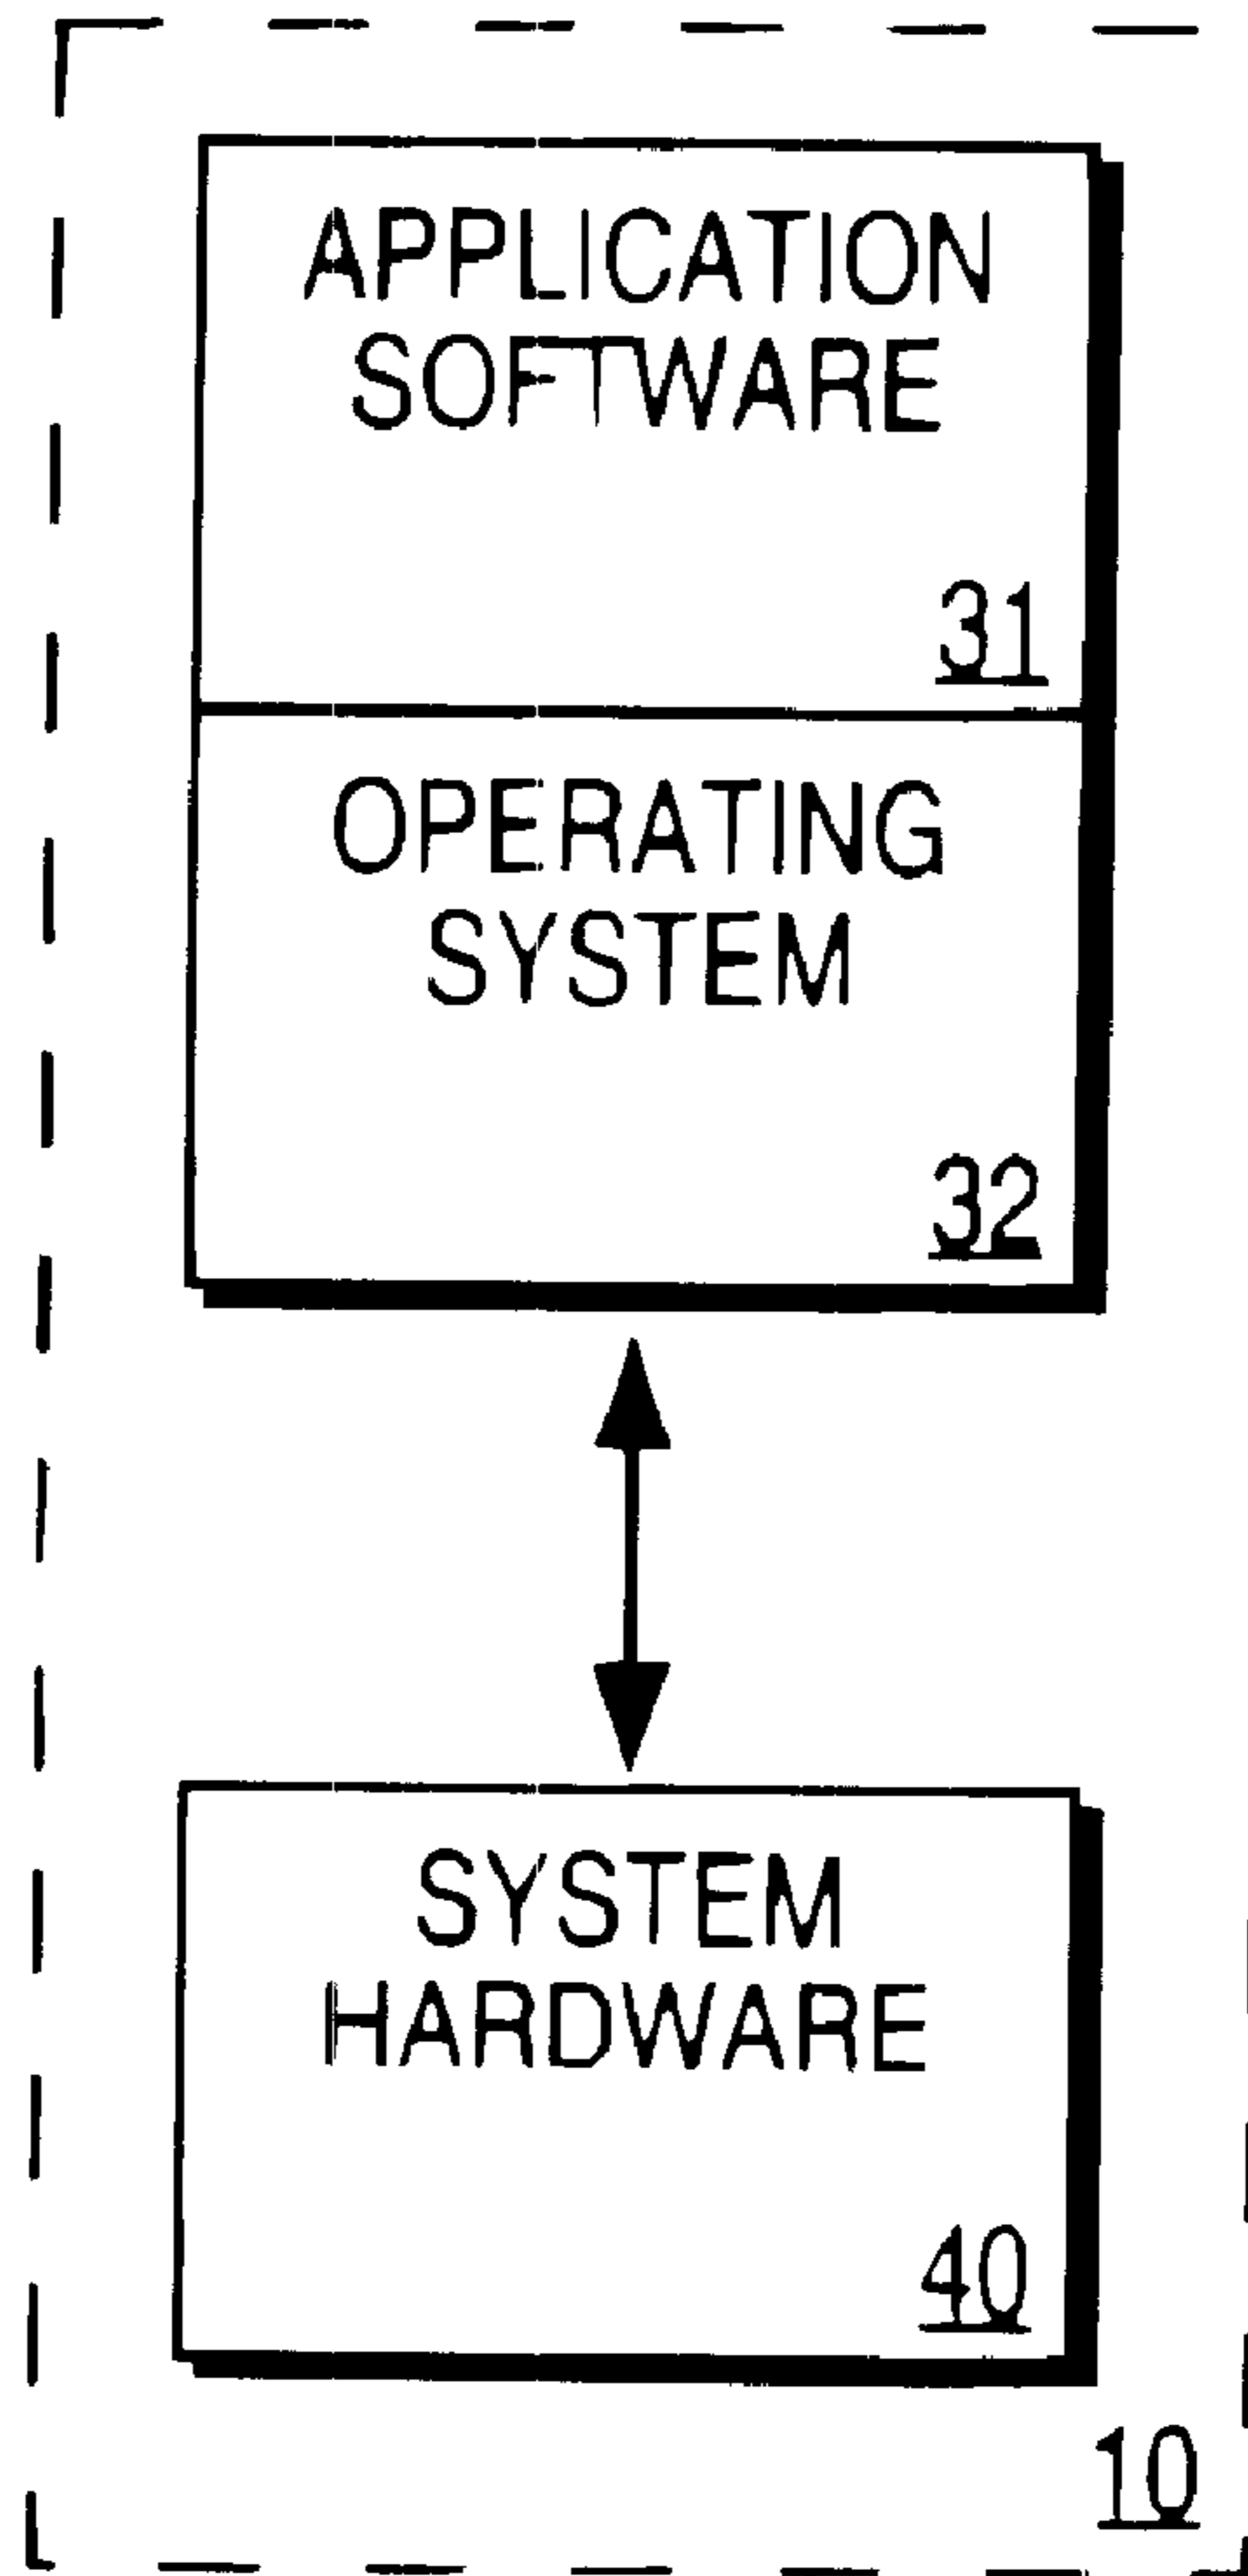 APPLICATION
SOFTWARE
31
OPERATING
SYSTEM
32
SYSTEM
HARDWARE
40
10